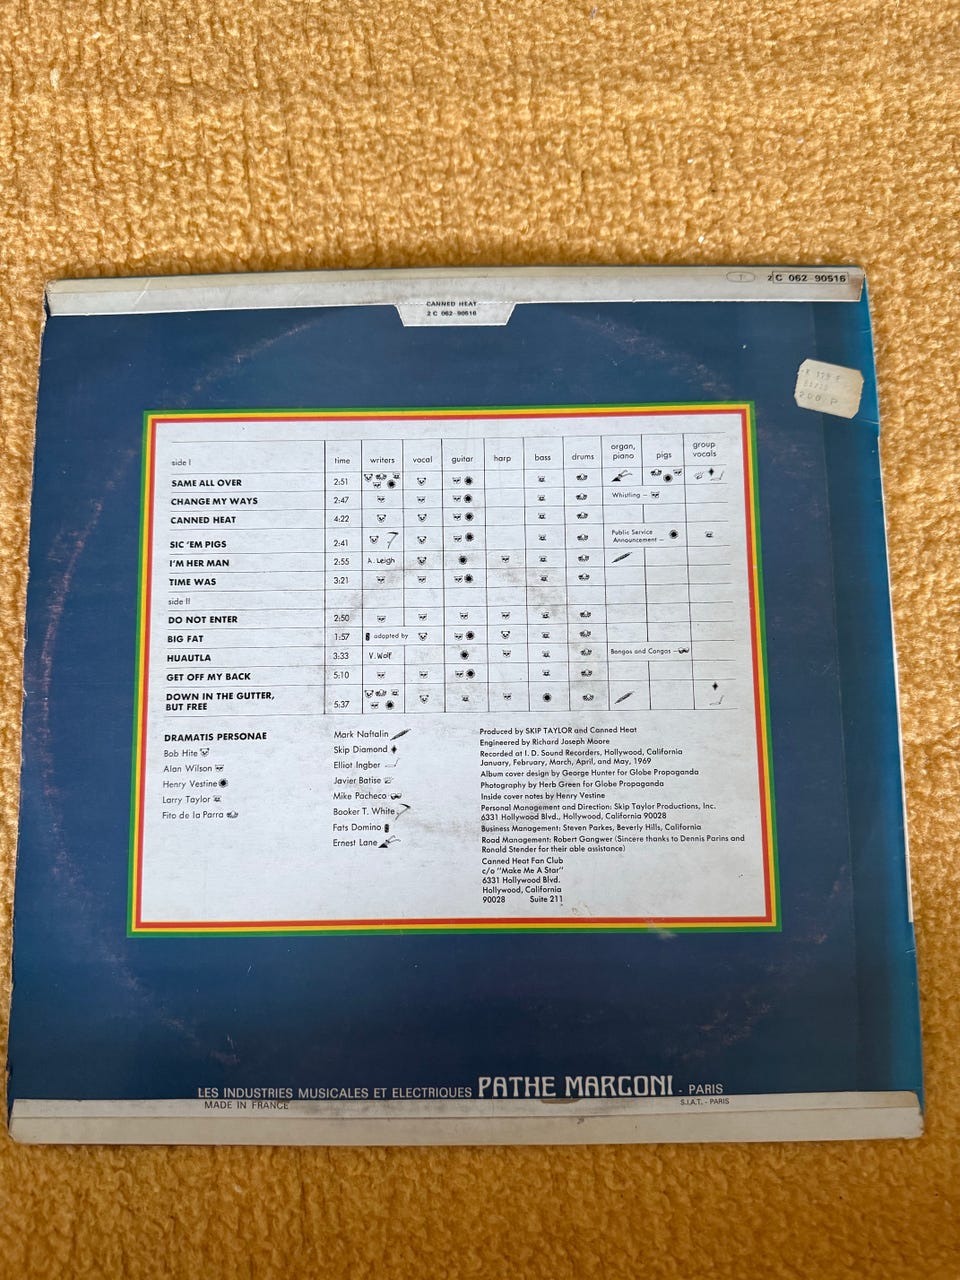 T
2 C 062-90516
CANNED HEAT
2 C 062-90516
200 P
side I time writers vocal guitar harp bass drums organ, piano pigs group vocals
SAME ALL OVER 2:51
CHANGE MY WAYS 2:47 Whistling –
CANNED HEAT 4:22
SIC 'EM PIGS 2:41 Public Service Announcement –
I'M HER MAN 2:55 A. Leigh
TIME WAS 3:21
side II
DO NOT ENTER 2:50
BIG FAT 1:57 adapted by
HUAUTLA 3:33 V. Wolf Bongos and Congas –
GET OFF MY BACK 5:10
DOWN IN THE GUTTER,
BUT FREE 5:37
DRAMATIS PERSONAE
Bob Hite
Alan Wilson
Henry Vestine
Larry Taylor
Fito de la Parra
Mark Naftalin
Skip Diamond
Elliot Ingber
Javier Batise
Mike Pacheco
Booker T. White
Fats Domino
Ernest Lane
Produced by SKIP TAYLOR and Canned Heat
Engineered by Richard Joseph Moore
Recorded at I. D. Sound Recorders, Hollywood, California
January, February, March, April, and May, 1969
Album cover design by George Hunter for Globe Propaganda
Photography by Herb Green for Globe Propaganda
Inside cover notes by Henry Vestine
Personal Management and Direction: Skip Taylor Productions, Inc.
6331 Hollywood Blvd., Hollywood, California 90028
Business Management: Steven Parkes, Beverly Hills, California
Road Management: Robert Gangwer (Sincere thanks to Dennis Parins and
Ronald Stender for their able assistance)
Canned Heat Fan Club
c/o "Make Me A Star"
6331 Hollywood Blvd.
Hollywood, California
90028 Suite 211
LES INDUSTRIES MUSICALES ET ELECTRIQUES PATHE MARCONI - PARIS
MADE IN FRANCE
S.I.A.T. - PARIS